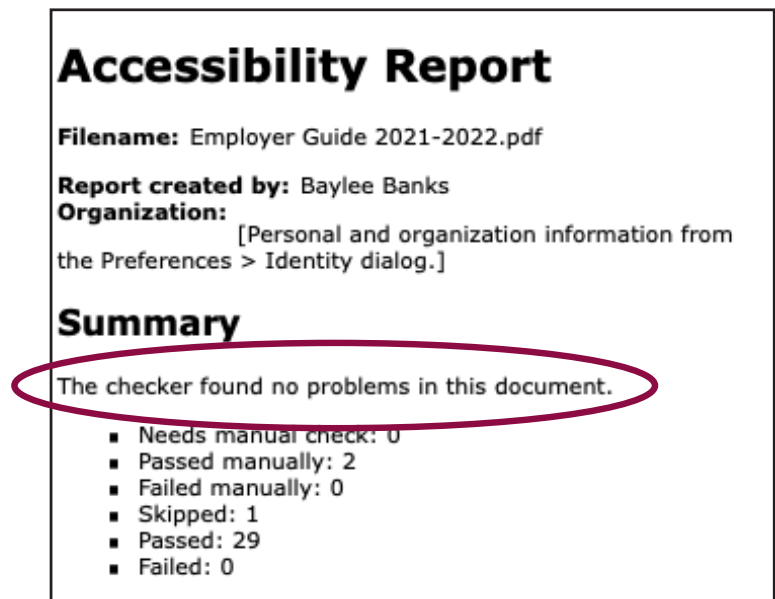 Accessibility Report
Filename: Employer Guide 2021-2022.pdf
Report created by: Baylee Banks
Organization:
[Personal and organization information from
the Preferences > Identity dialog.]
Summary
The checker found no problems in this document.
▪ Needs manual check: 0
▪ Passed manually: 2
▪ Failed manually: 0
▪ Skipped: 1
▪ Passed: 29
▪ Failed: 0